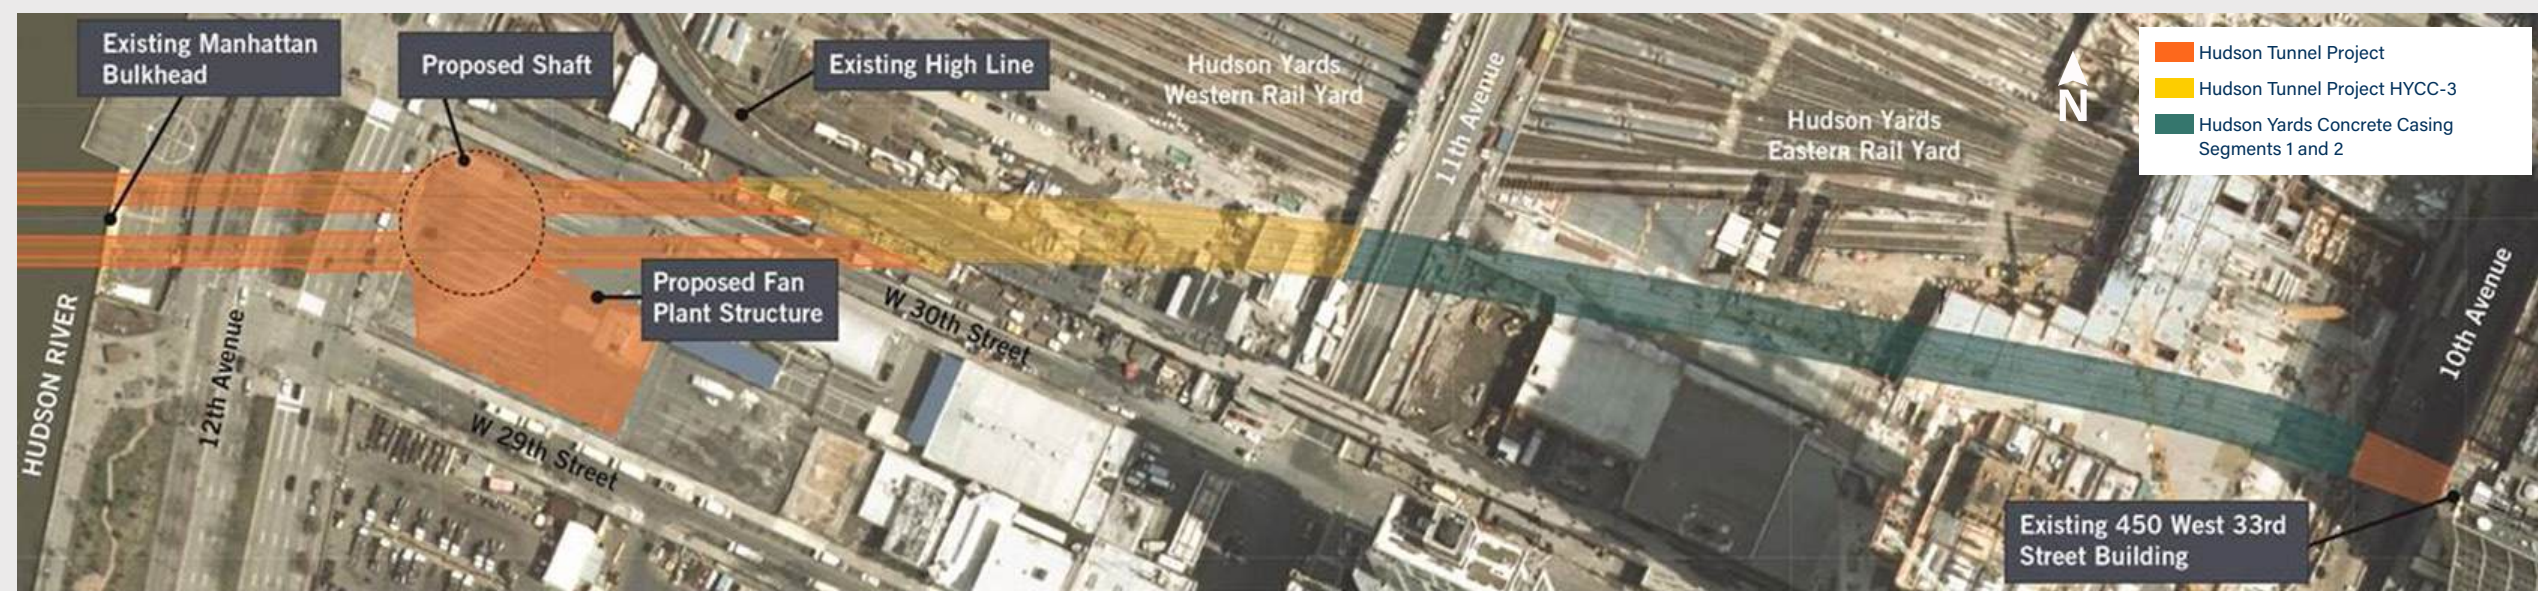 Existing Manhattan
Bulkhead
Proposed Shaft
Existing High Line
Hudson Yards
Western Rail Yard
11th Avenue
Hudson Yards
Eastern Rail Yard
N
Hudson Tunnel Project
Hudson Tunnel Project HYCC-3
Hudson Yards Concrete Casing
Segments 1 and 2
HUDSON RIVER
12th Avenue
Proposed Fan
Plant Structure
W 30th Street
W 29th Street
10th Avenue
Existing 450 West 33rd
Street Building